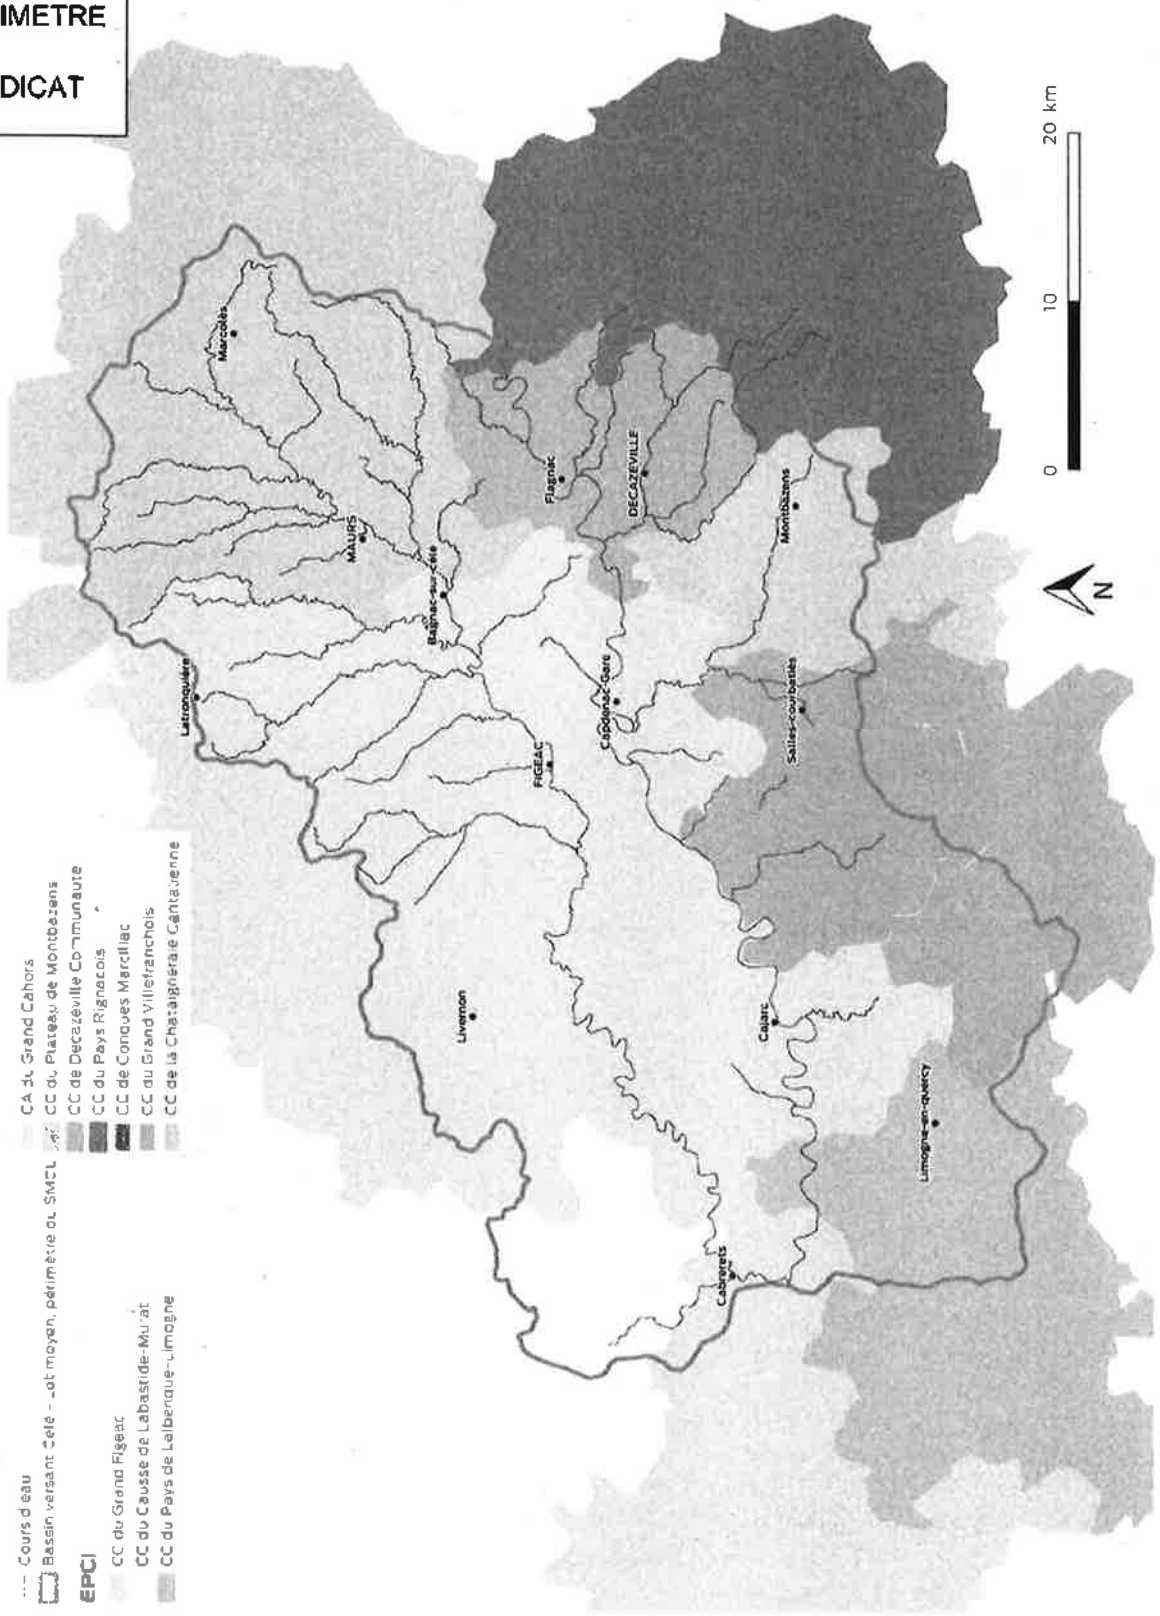 IMETRE
DICAT
Cours d eau
Bassin versant Celé - Lot moyen, périmètre du SMCL
EPCI
CC du Grand Figeac
CC du Causse de Labastide-Murat
CC du Pays de Lalbenque-Limogne
CA du Grand Cahors
CC du Plateau de Montbazens
CC de Decazeville Communauté
CC du Pays Rignacois
CC de Conques Marcillac
CC du Grand Villefranchois
CC de la Chataigneraie Cantalienne
Marcolès
MAURS
Latronquière
Bagnac-sur-célé
Flagnac
DECAZEVILLE
Montbazens
Capdenac-Gare
Salles-courbatiès
FIGEAC
Livernon
Cajarc
Limogne-en-quercy
Cabrerets
N
0 10 20 km